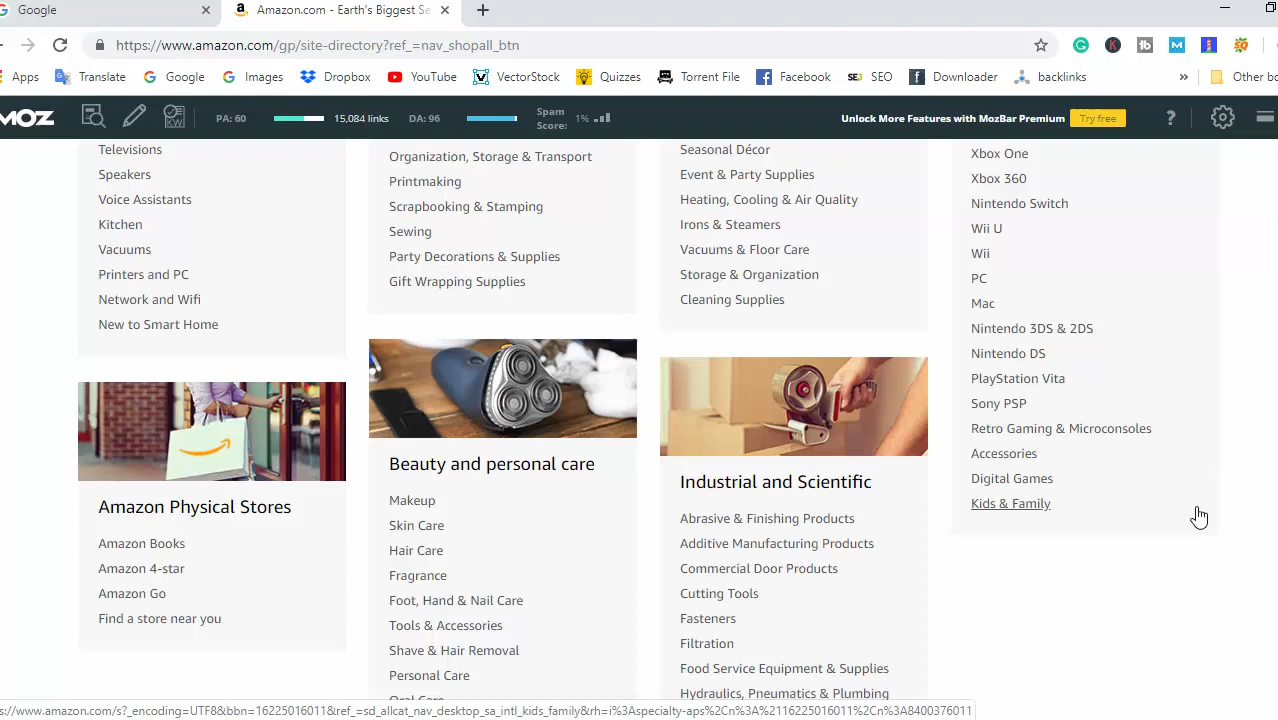 Google
Amazon.com - Earth's Biggest Se
https://www.amazon.com/gp/site-directory?ref_=nav_shopall_btn
Apps
Translate
Google
Images
Dropbox
YouTube
VectorStock
Quizzes
Torrent File
Facebook
SEO
Downloader
backlinks
»
Other bo
MOZ
PA: 60
15,084 links
DA: 96
Spam Score: 1%
Unlock More Features with MozBar Premium
Try free
Televisions
Speakers
Voice Assistants
Kitchen
Vacuums
Printers and PC
Network and Wifi
New to Smart Home
Amazon Physical Stores
Amazon Books
Amazon 4-star
Amazon Go
Find a store near you
Organization, Storage & Transport
Printmaking
Scrapbooking & Stamping
Sewing
Party Decorations & Supplies
Gift Wrapping Supplies
Beauty and personal care
Makeup
Skin Care
Hair Care
Fragrance
Foot, Hand & Nail Care
Tools & Accessories
Shave & Hair Removal
Personal Care
Oral Care
Seasonal Décor
Event & Party Supplies
Heating, Cooling & Air Quality
Irons & Steamers
Vacuums & Floor Care
Storage & Organization
Cleaning Supplies
Industrial and Scientific
Abrasive & Finishing Products
Additive Manufacturing Products
Commercial Door Products
Cutting Tools
Fasteners
Filtration
Food Service Equipment & Supplies
Hydraulics, Pneumatics & Plumbing
Xbox One
Xbox 360
Nintendo Switch
Wii U
Wii
PC
Mac
Nintendo 3DS & 2DS
Nintendo DS
PlayStation Vita
Sony PSP
Retro Gaming & Microconsoles
Accessories
Digital Games
Kids & Family
s://www.amazon.com/s?_encoding=UTF8&bbn=16225016011&ref_=sd_allcat_nav_desktop_sa_intl_kids_family&rh=i%3Aspecialty-aps%2Cn%3A%2116225016011%2Cn%3A8400376011